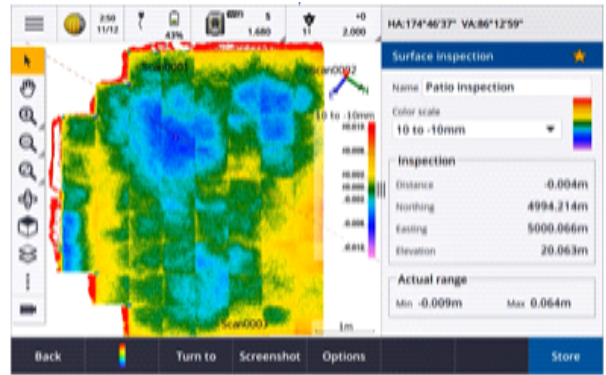 2:50
11/12
43%
5
1.680
11
+0
2.000
HA:174°46'37" VA:86°12'59"
Surface inspection
Name Patio inspection
Color scale
10 to -10mm
Inspection
Distance -0.004m
Northing 4994.214m
Easting 5000.066m
Elevation 20.063m
Actual range
Min -0.009m Max 0.064m
Scan0001
scan0002
10 to -10mm
Scan0003
1m
Back
Turn to
Screenshot
Options
Store